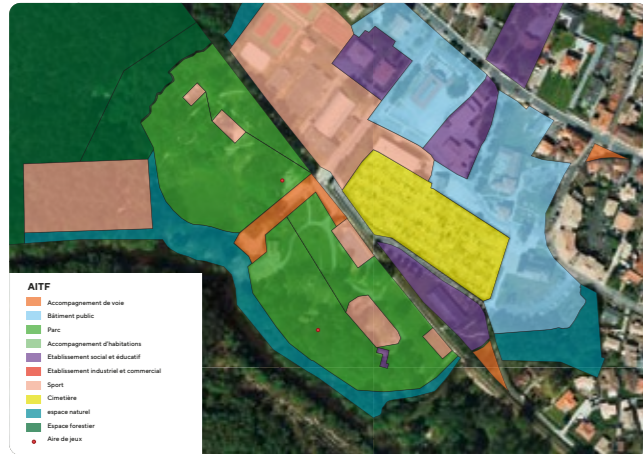 AITF
Accompagnement de voie
Bâtiment public
Parc
Accompagnement d'habitations
Etablissement social et éducatif
Etablissement industriel et commercial
Sport
Cimetière
espace naturel
Espace forestier
Aire de jeux